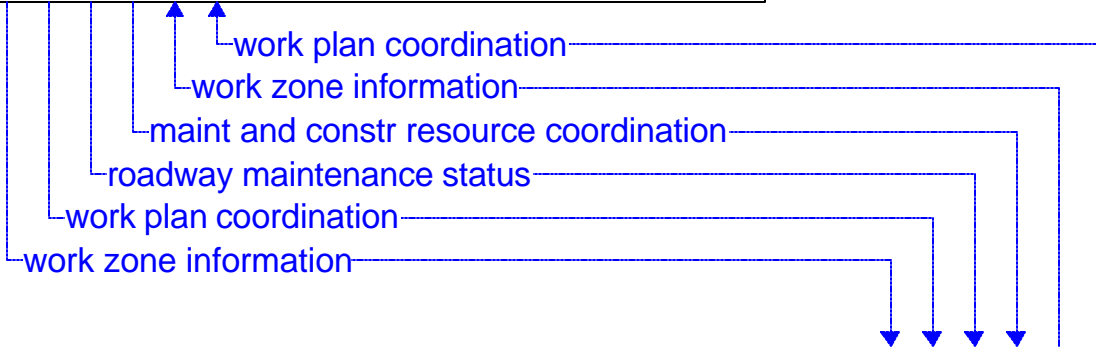 work plan coordination
work zone information
maint and constr resource coordination
roadway maintenance status
work plan coordination
work zone information